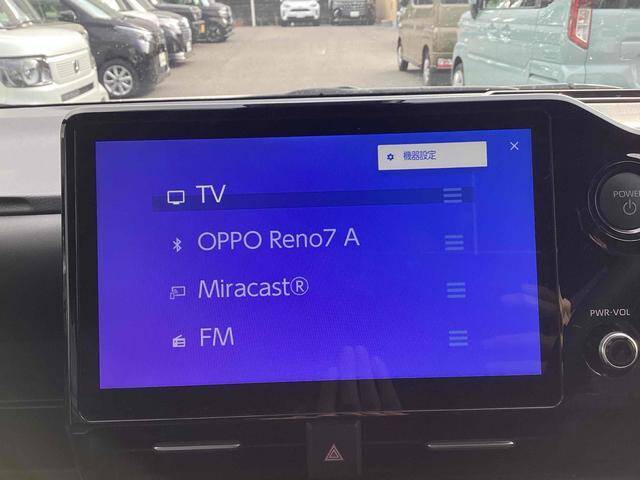 機器設定
TV
OPPO Reno7 A
Miracast®
FM
POWER
PWR-VOL